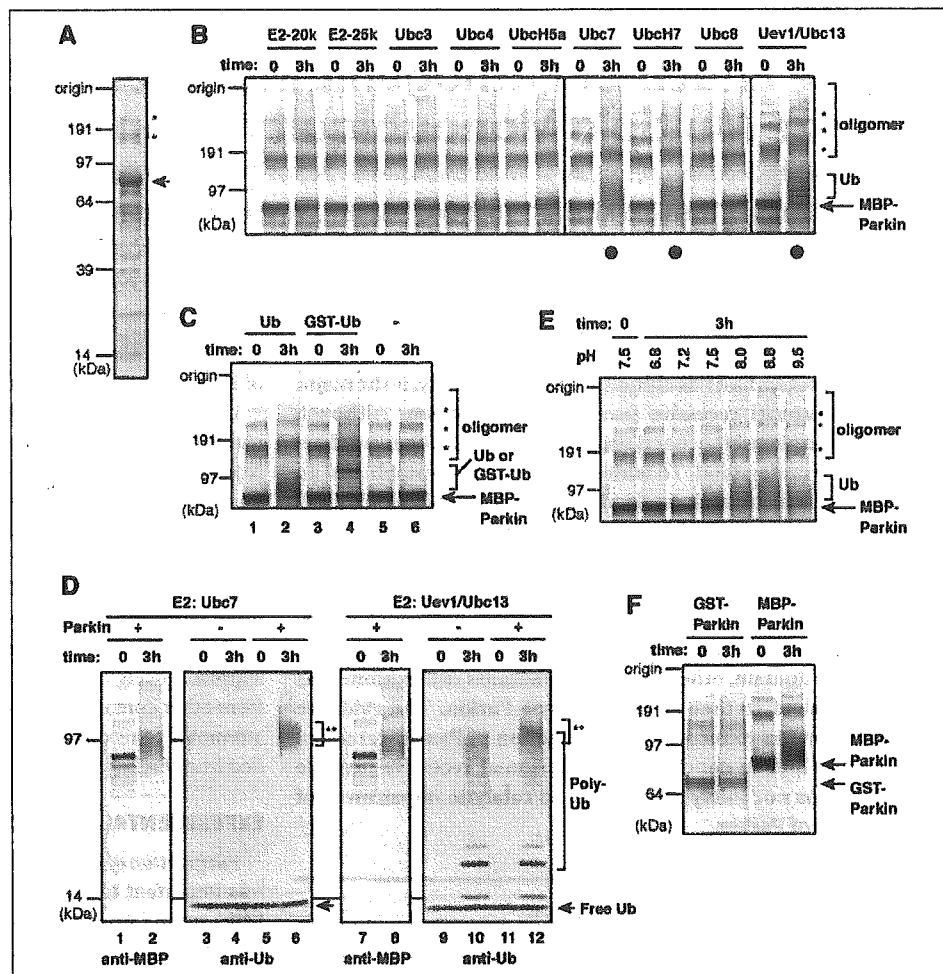 A
origin
191
97
64
39
14
(kDa)
*
*
B
E2-20k E2-25k Ubc3 Ubc4 UbcH5a Ubc7 UbcH7 Ubc8 Uev1/Ubc13
time: 0 3h 0 3h 0 3h 0 3h 0 3h 0 3h 0 3h 0 3h 0 3h
origin
191
97
(kDa)
*
*
*
oligomer
Ub
MBP-
Parkin
C
Ub GST-Ub -
time: 0 3h 0 3h 0 3h
origin
191
97
(kDa)
*
*
*
oligomer
Ub or
GST-Ub
MBP-
Parkin
1 2 3 4 5 6
E
time: 0 3h
pH 7.5 6.8 7.2 7.5 8.0 8.8 9.5
origin
191
97
(kDa)
*
*
*
oligomer
Ub
MBP-
Parkin
D
E2: Ubc7 E2: Uev1/Ubc13
Parkin + - + + - +
time: 0 3h 0 3h 0 3h 0 3h 0 3h 0 3h
97
14
(kDa)
**
**
Poly-
Ub
Free Ub
1 2 3 4 5 6 7 8 9 10 11 12
anti-MBP anti-Ub anti-MBP anti-Ub
F
GST-
Parkin
MBP-
Parkin
time: 0 3h 0 3h
origin
191
97
64
(kDa)
MBP-
Parkin
GST-
Parkin